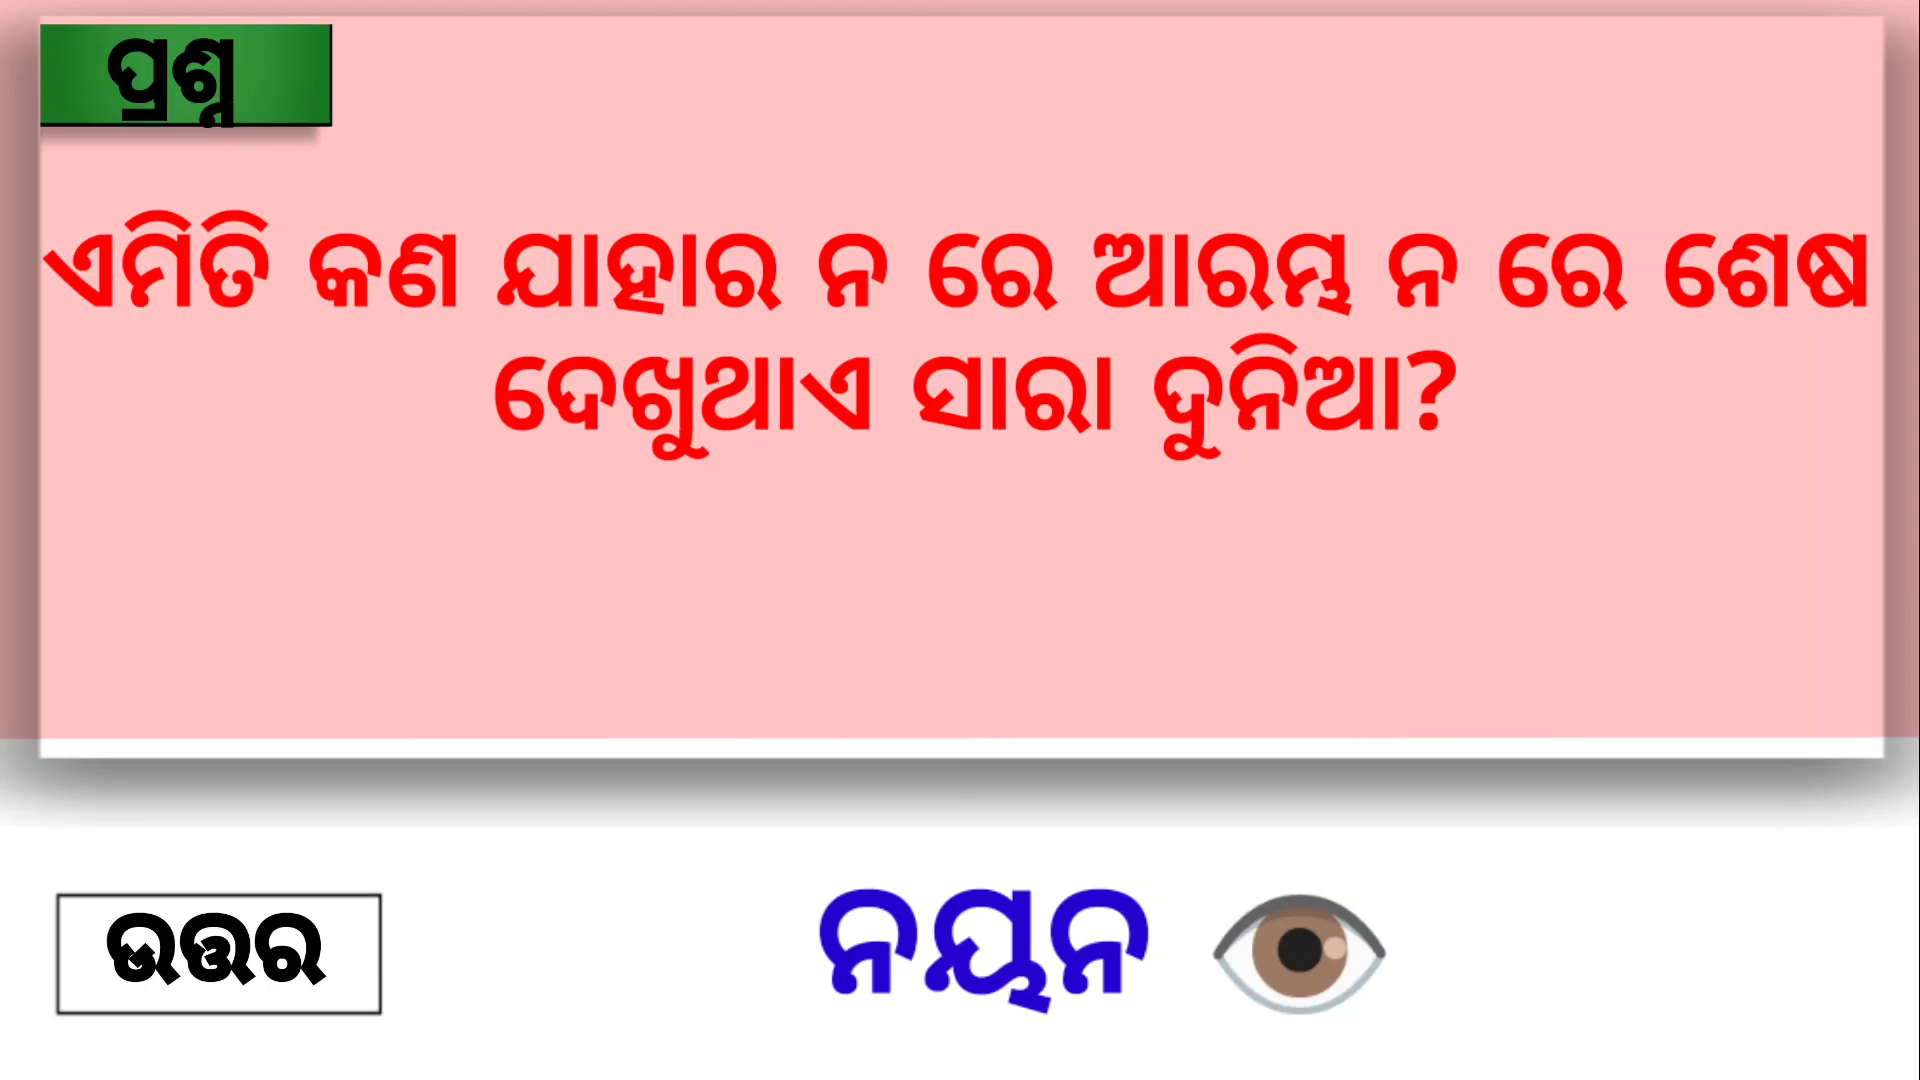 ପ୍ରଶ୍ନ
ଏମିତି କଣ ଯାହାର ନ ରେ ଆରମ୍ଭ ନ ରେ ଶେଷ
ଦେଖୁଥାଏ ସାରା ଦୁନିଆ?
ଉତ୍ତର
ନୟନ